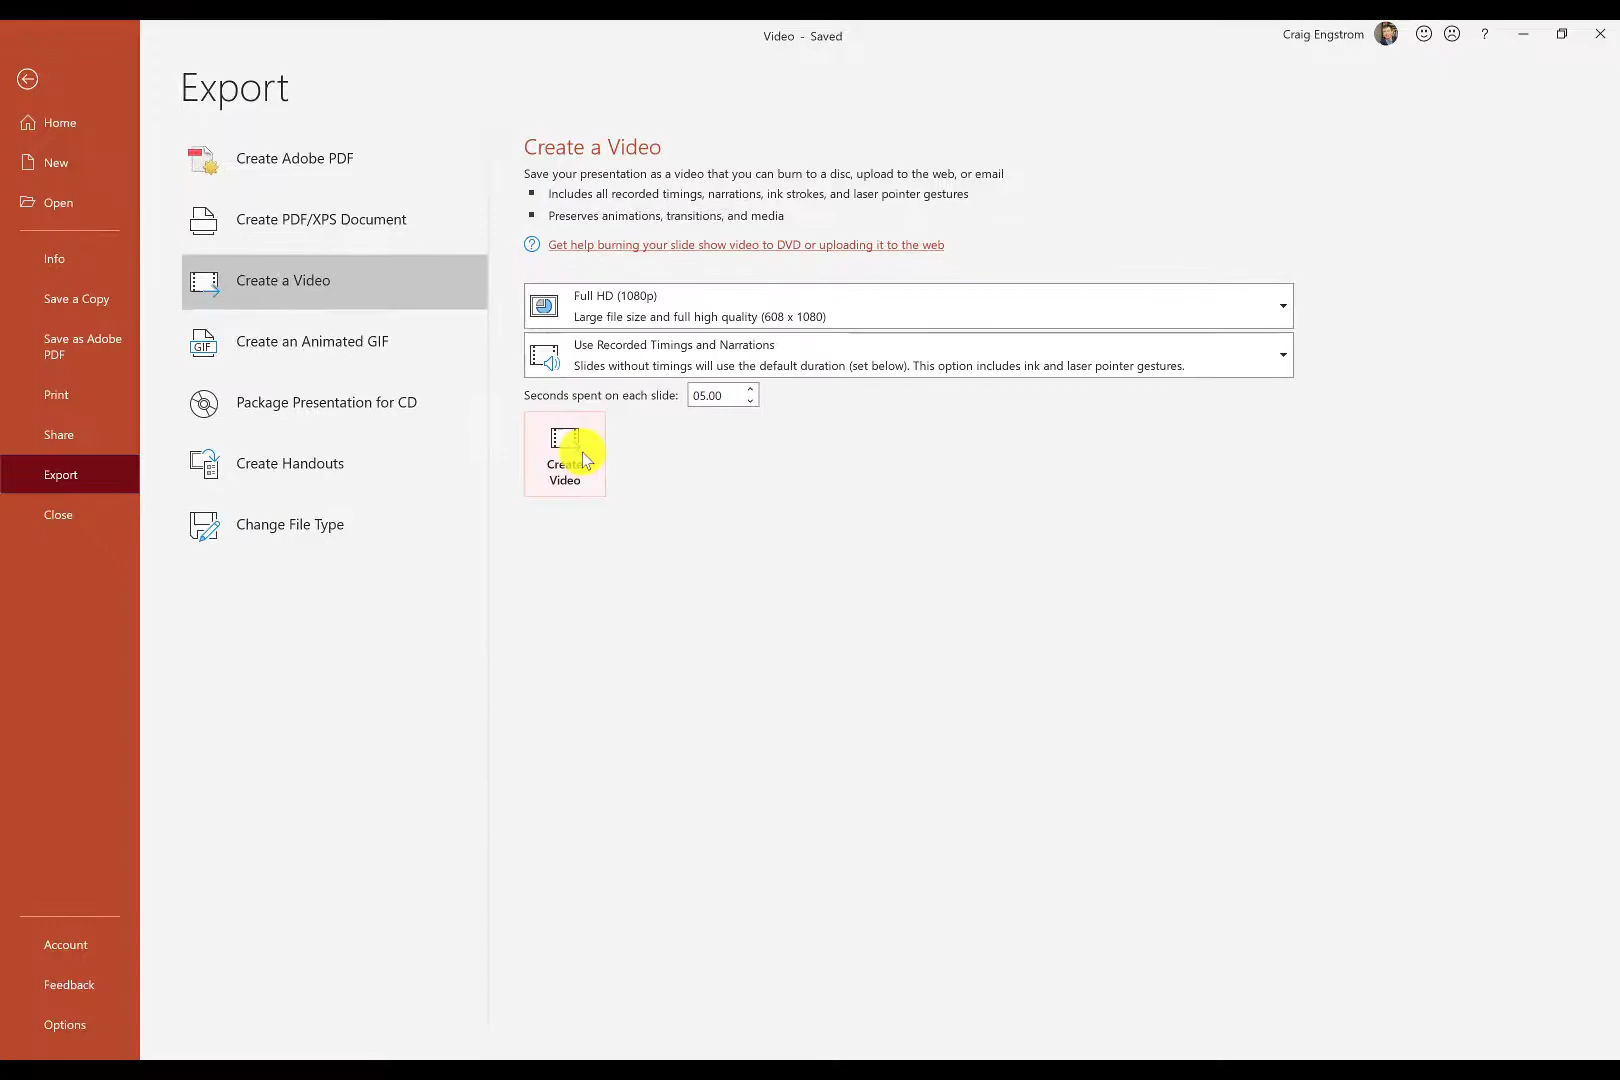 Video - Saved
Craig Engstrom
?
Home
New
Open
Info
Save a Copy
Save as Adobe
PDF
Print
Share
Export
Close
Account
Feedback
Options
Export
Create Adobe PDF
Create PDF/XPS Document
Create a Video
GIF
Create an Animated GIF
Package Presentation for CD
Create Handouts
Change File Type
Create a Video
Save your presentation as a video that you can burn to a disc, upload to the web, or email
Includes all recorded timings, narrations, ink strokes, and laser pointer gestures
Preserves animations, transitions, and media
? Get help burning your slide show video to DVD or uploading it to the web
Full HD (1080p)
Large file size and full high quality (608 x 1080)
Use Recorded Timings and Narrations
Slides without timings will use the default duration (set below). This option includes ink and laser pointer gestures.
Seconds spent on each slide: 05.00
Create
Video